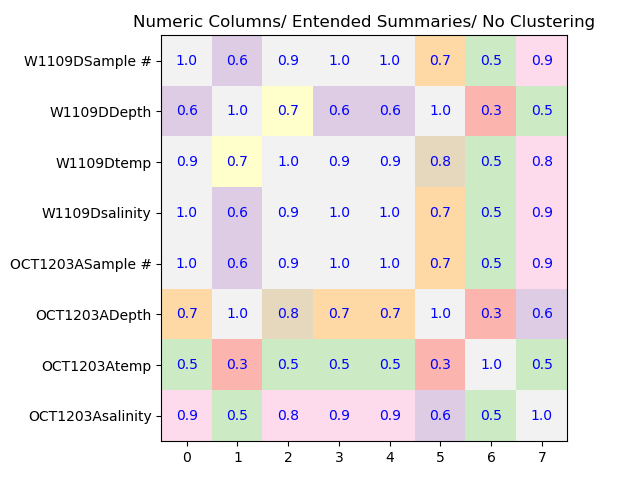 Numeric Columns/ Entended Summaries/ No Clustering
W1109DSample # 1.0 0.6 0.9 1.0 1.0 0.7 0.5 0.9
W1109DDepth 0.6 1.0 0.7 0.6 0.6 1.0 0.3 0.5
W1109Dtemp 0.9 0.7 1.0 0.9 0.9 0.8 0.5 0.8
W1109Dsalinity 1.0 0.6 0.9 1.0 1.0 0.7 0.5 0.9
OCT1203ASample # 1.0 0.6 0.9 1.0 1.0 0.7 0.5 0.9
OCT1203ADepth 0.7 1.0 0.8 0.7 0.7 1.0 0.3 0.6
OCT1203Atemp 0.5 0.3 0.5 0.5 0.5 0.3 1.0 0.5
OCT1203Asalinity 0.9 0.5 0.8 0.9 0.9 0.6 0.5 1.0
0 1 2 3 4 5 6 7